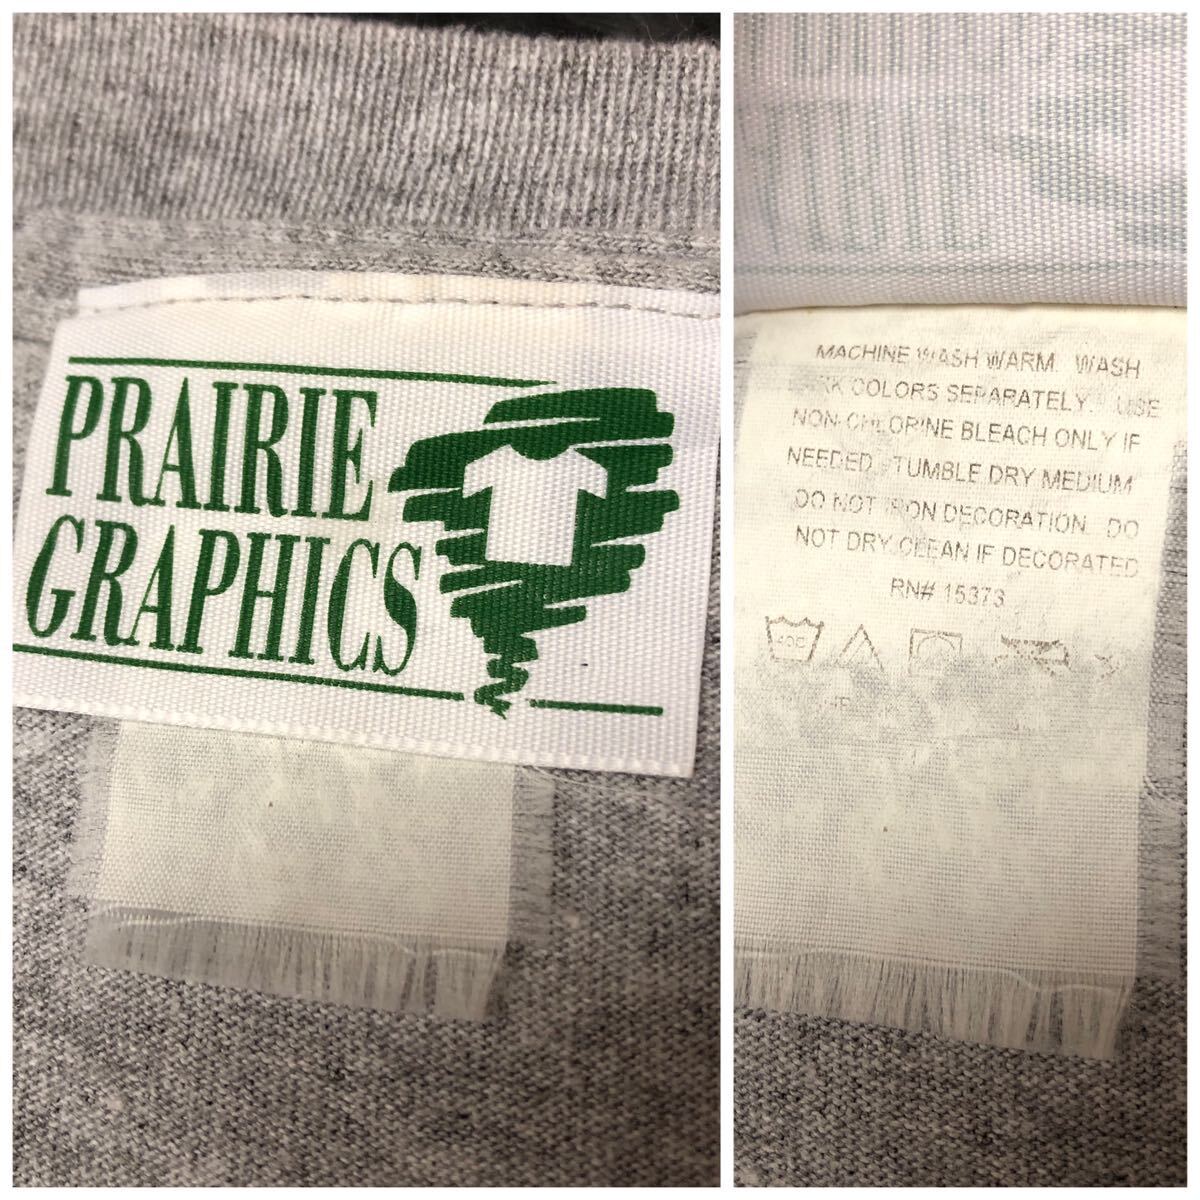 PRAIRIE
GRAPHICS
MACHINE WASH WARM. WASH
DARK COLORS SEPARATELY. USE
NON-CHLORINE BLEACH ONLY IF
NEEDED. TUMBLE DRY MEDIUM
DO NOT IRON DECORATION. DO
NOT DRY CLEAN IF DECORATED
RN# 15373